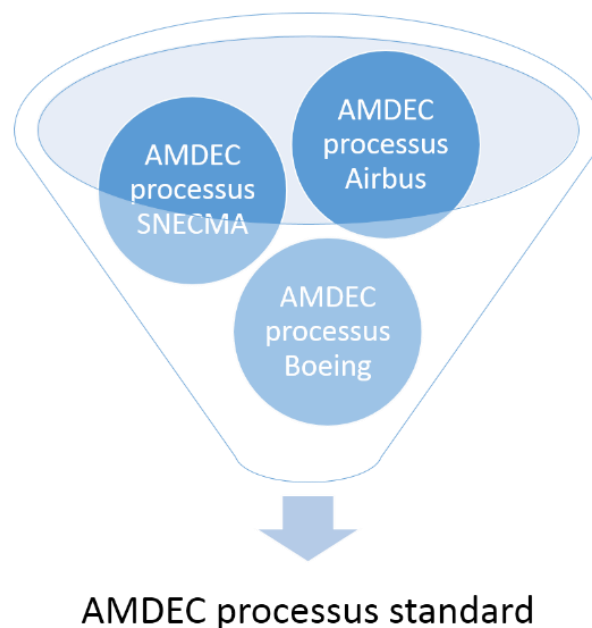 AMDEC
processus
Airbus
AMDEC
processus
SNECMA
AMDEC
processus
Boeing
AMDEC processus standard